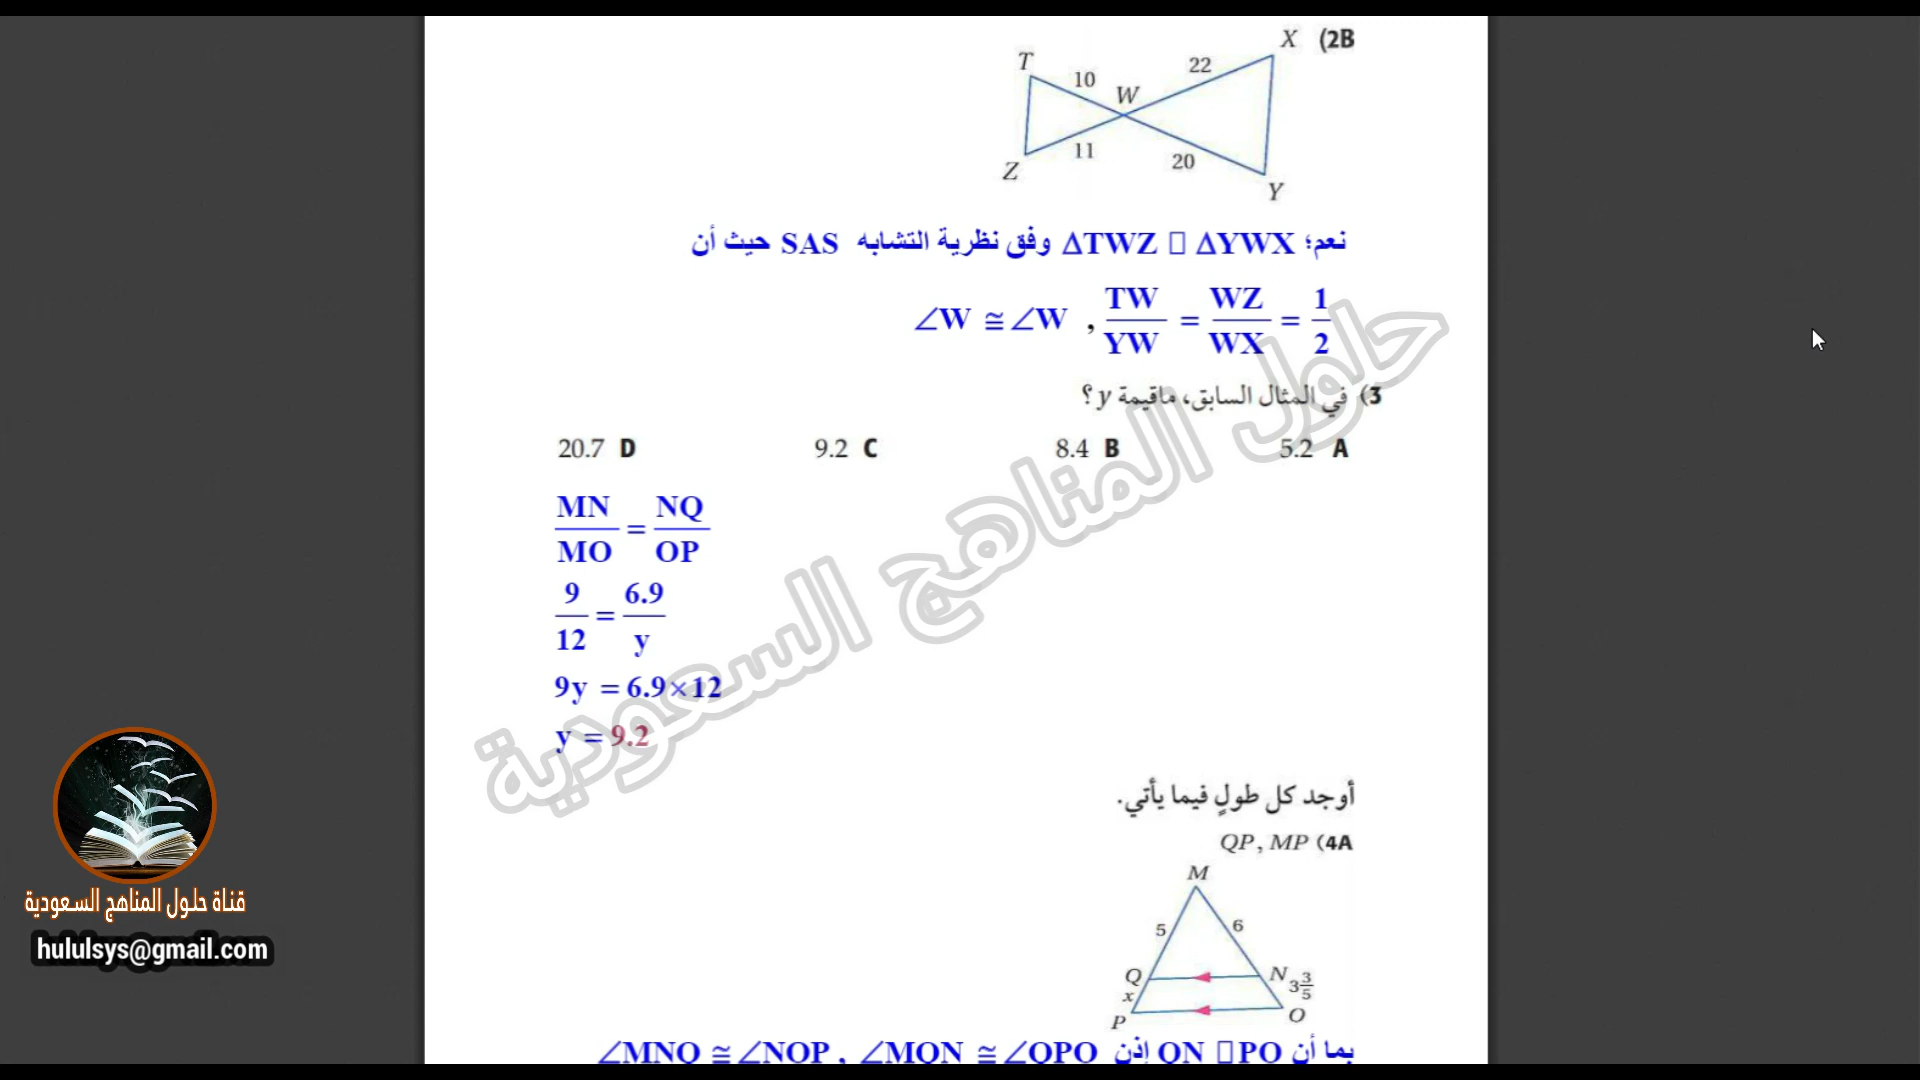 2B)
X
T
22
10
W
11
20
Z
Y
نعم؛ ΔTWZ ▯ ΔYWX وفق نظرية التشابه SAS حيث أن
∠W ≅ ∠W , TW/YW = WZ/WX = 1/2
3) في المثال السابق، ماقيمة y ؟
5.2 A 8.4 B 9.2 C 20.7 D
MN/MO = NQ/OP
9/12 = 6.9/y
9y = 6.9×12
y = 9.2
أوجد كل طولٍ فيما يأتي.
4A) QP, MP
M
5
6
Q
N
x
3 3/5
P
O
بما أن QN ▯ PO إذن ∠MNQ ≅ ∠NOP , ∠MQN ≅ ∠QPO
حلول المناهج السعودية
قناة حلول المناهج السعودية
hululsys@gmail.com